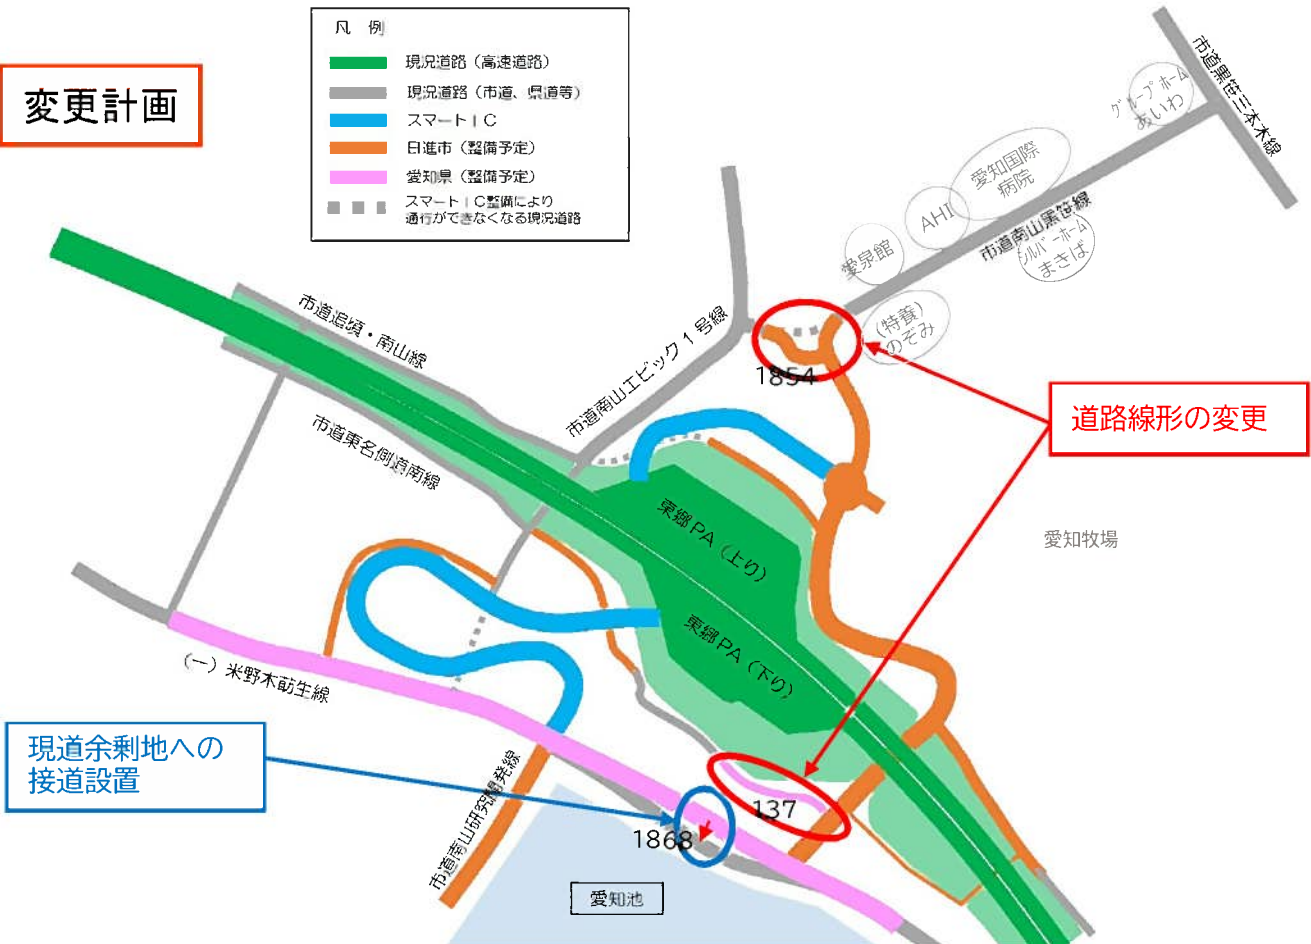 変更計画
凡 例
現況道路（高速道路）
現況道路（市道、県道等）
スマートＩＣ
日進市（整備予定）
愛知県（整備予定）
スマートＩＣ整備により
通行ができなくなる現況道路
市道黒笹三本木線
グループホーム
あいわ
愛知国際
病院
AHI
愛泉館
市道南山黒笹線
シルバーホーム
まきば
（特養）
のぞみ
市道追頃・南山線
市道南山エビック１号線
1854
道路線形の変更
市道東名側道南線
東郷ＰＡ（上り）
愛知牧場
東郷ＰＡ（下り）
（一）米野木莇生線
現道余剰地への
接道設置
市道南山研究開発線
137
1868
愛知池